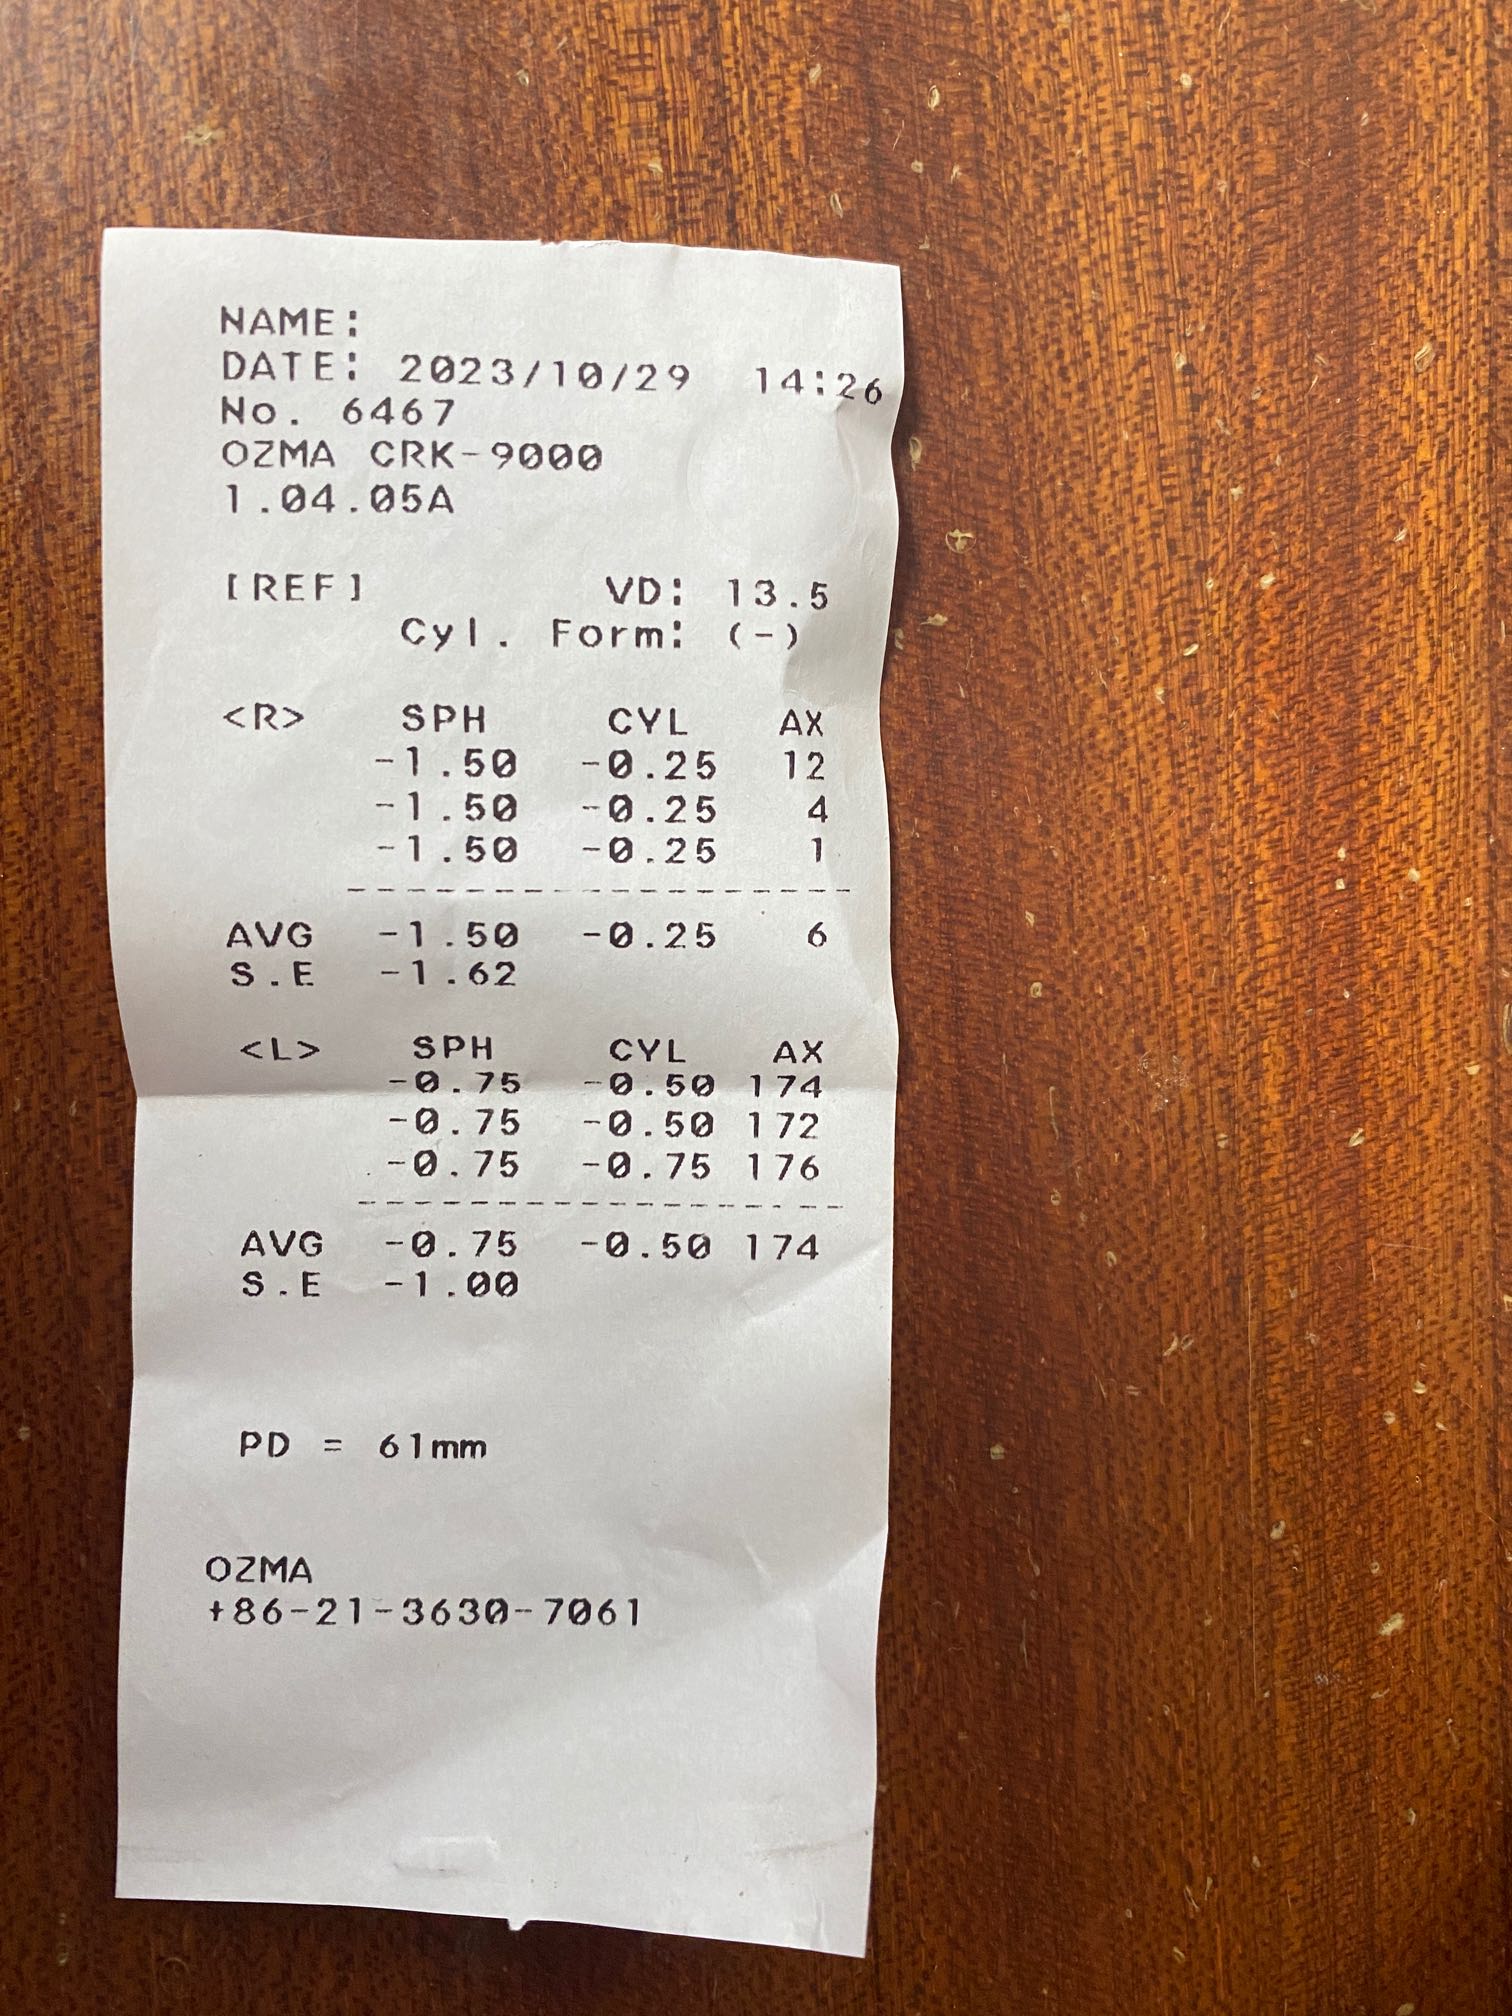 NAME:
DATE: 2023/10/29 14:26
No. 6467
OZMA CRK-9000
1.04.05A
[REF] VD: 13.5
Cyl. Form: (-)
<R> SPH CYL AX
-1.50 -0.25 12
-1.50 -0.25 4
-1.50 -0.25 1
AVG -1.50 -0.25 6
S.E -1.62
<L> SPH CYL AX
-0.75 -0.50 174
-0.75 -0.50 172
-0.75 -0.75 176
AVG -0.75 -0.50 174
S.E -1.00
PD = 61mm
OZMA
+86-21-3630-7061